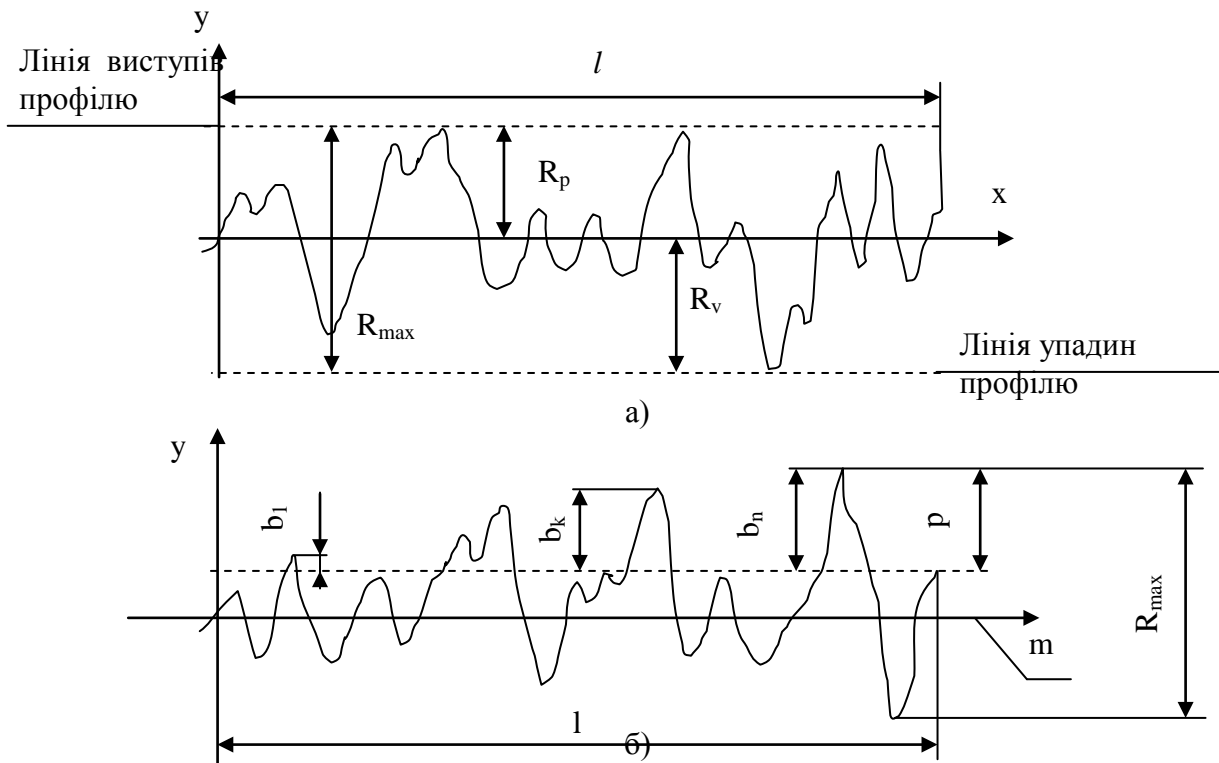 y
Лінія виступів
профілю
l
R_p
x
R_max
R_v
Лінія упадин
профілю
а)
y
b_1
b_k
b_n
p
R_max
m
l
б)